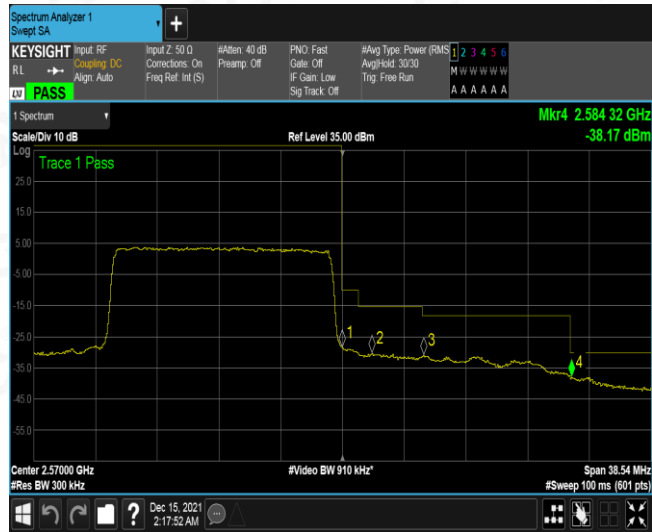 Spectrum Analyzer 1
Swept SA
+
KEYSIGHT
RL
LXI PASS
Input: RF
Coupling: DC
Align: Auto
Input Z: 50 Ω
Corrections: On
Freq Ref: Int (S)
#Atten: 40 dB
Preamp: Off
PNO: Fast
Gate: Off
IF Gain: Low
Sig Track: Off
#Avg Type: Power (RMS
Avg|Hold: 30/30
Trig: Free Run
1 2 3 4 5 6
M W W W W W
A A A A A A
1 Spectrum
Mkr4 2.584 32 GHz
Scale/Div 10 dB
Ref Level 35.00 dBm
-38.17 dBm
Log
Trace 1 Pass
25.0
15.0
5.00
-5.00
-15.0
-25.0
-35.0
-45.0
-55.0
1
2
3
4
Center 2.57000 GHz
#Video BW 910 kHz*
Span 38.54 MHz
#Res BW 300 kHz
#Sweep 100 ms (601 pts)
?
Dec 15, 2021
2:17:52 AM